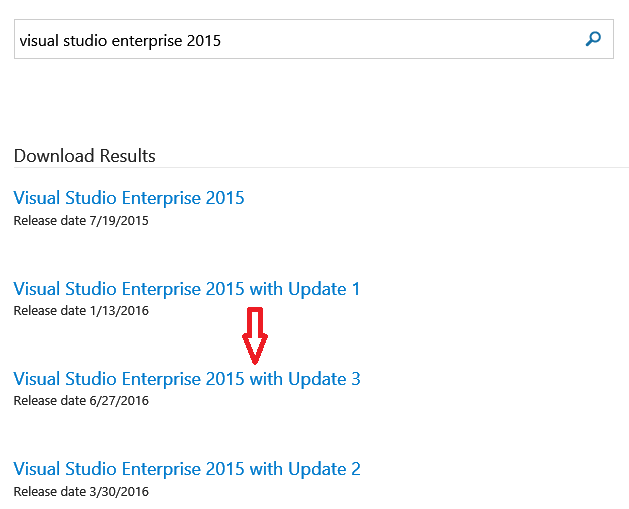 visual studio enterprise 2015
Download Results
Visual Studio Enterprise 2015
Release date 7/19/2015
Visual Studio Enterprise 2015 with Update 1
Release date 1/13/2016
Visual Studio Enterprise 2015 with Update 3
Release date 6/27/2016
Visual Studio Enterprise 2015 with Update 2
Release date 3/30/2016